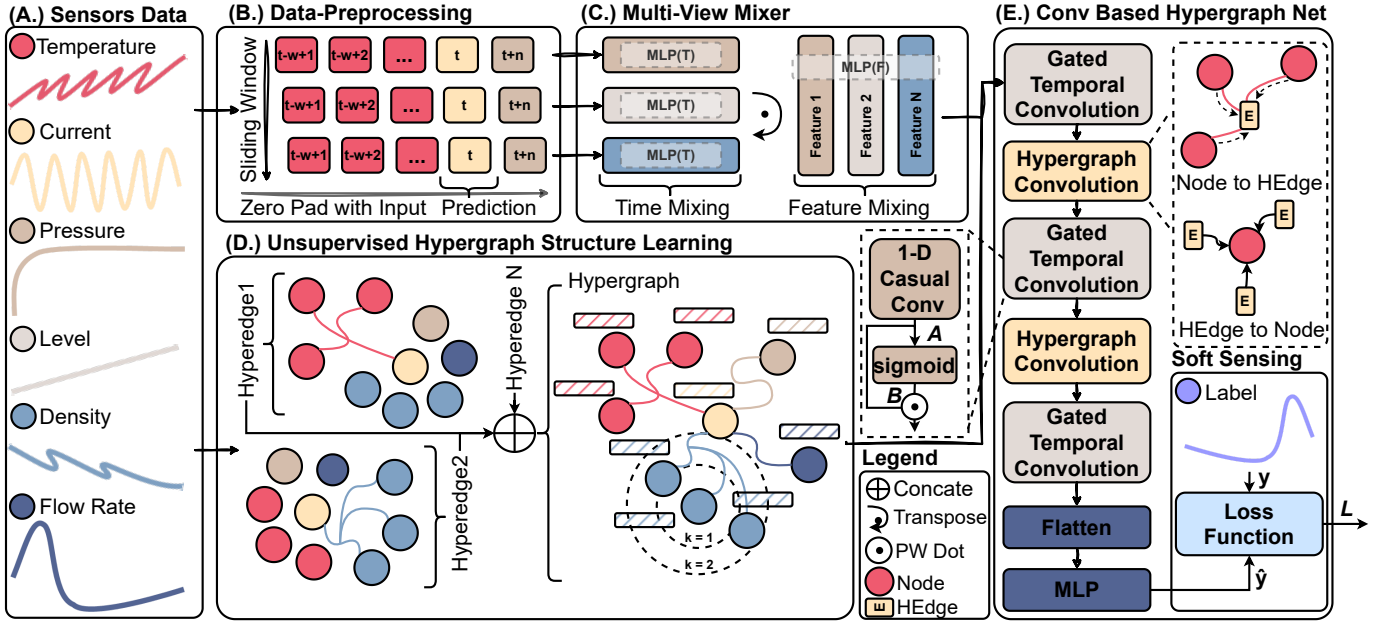 (A.) Sensors Data
Temperature
Current
Pressure
Level
Density
Flow Rate
(B.) Data-Preprocessing
Sliding Window
t-w+1 t-w+2 ... t t+n
t-w+1 t-w+2 ... t t+n
t-w+1 t-w+2 ... t t+n
Zero Pad with Input
Prediction
(C.) Multi-View Mixer
MLP(T)
MLP(T)
MLP(T)
Time Mixing
MLP(F)
Feature 1
Feature 2
Feature N
Feature Mixing
(D.) Unsupervised Hypergraph Structure Learning
Hyperedge1
Hyperedge2
Hyperedge N
Hypergraph
k = 1
k = 2
1-D
Casual
Conv
A
sigmoid
B
Legend
Concate
Transpose
PW Dot
Node
E HEdge
(E.) Conv Based Hypergraph Net
Gated
Temporal
Convolution
Hypergraph
Convolution
Gated
Temporal
Convolution
Hypergraph
Convolution
Gated
Temporal
Convolution
Flatten
MLP
E
Node to HEdge
E
E
E
HEdge to Node
Soft Sensing
Label
y
Loss
Function
L
ŷ